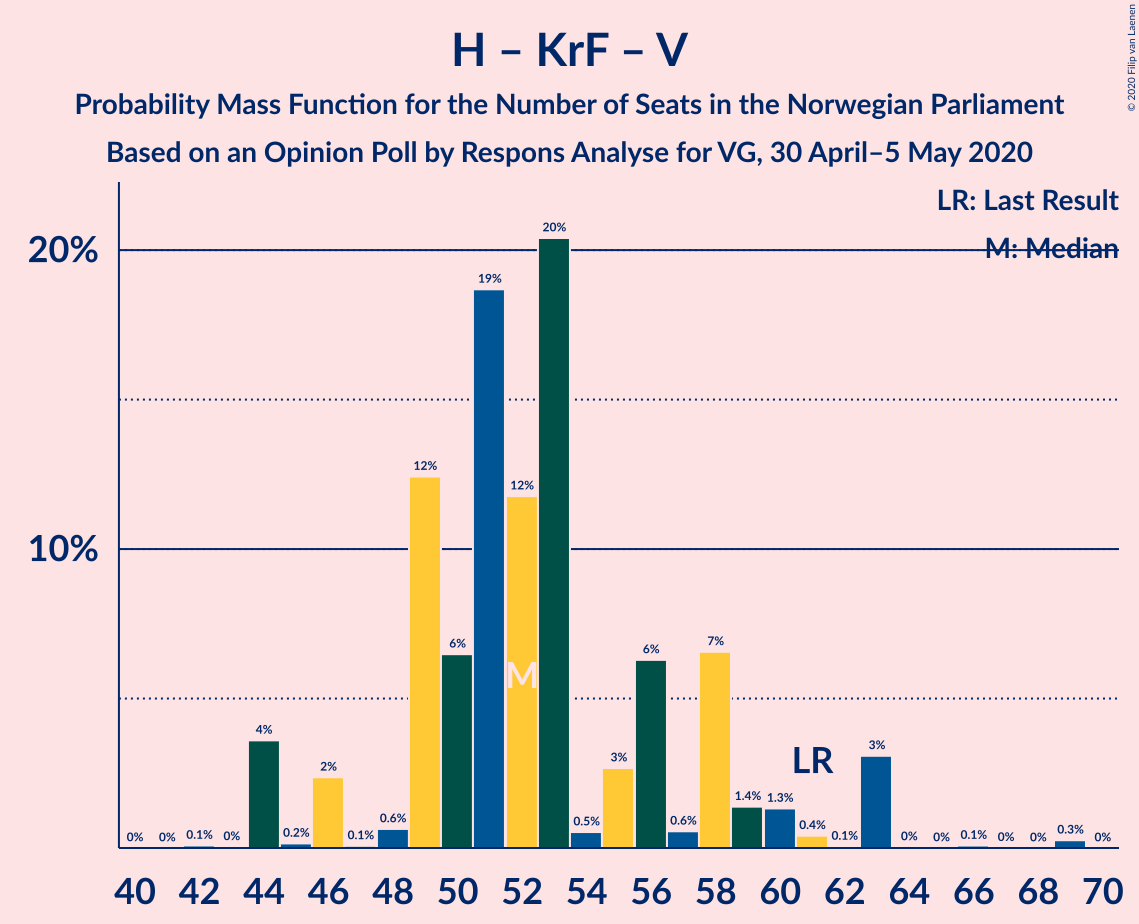 H – KrF – V
Probability Mass Function for the Number of Seats in the Norwegian Parliament
Based on an Opinion Poll by Respons Analyse for VG, 30 April–5 May 2020
© 2020 Filip van Laenen
LR: Last Result
M: Median
20%
10%
0% 0% 0.1% 0% 4% 0.2% 2% 0.1% 0.6% 12% 6% 19% 12% 20% 0.5% 3% 6% 0.6% 7% 1.4% 1.3% 0.4% 0.1% 3% 0% 0% 0.1% 0% 0% 0.3% 0%
M
LR
40 42 44 46 48 50 52 54 56 58 60 62 64 66 68 70